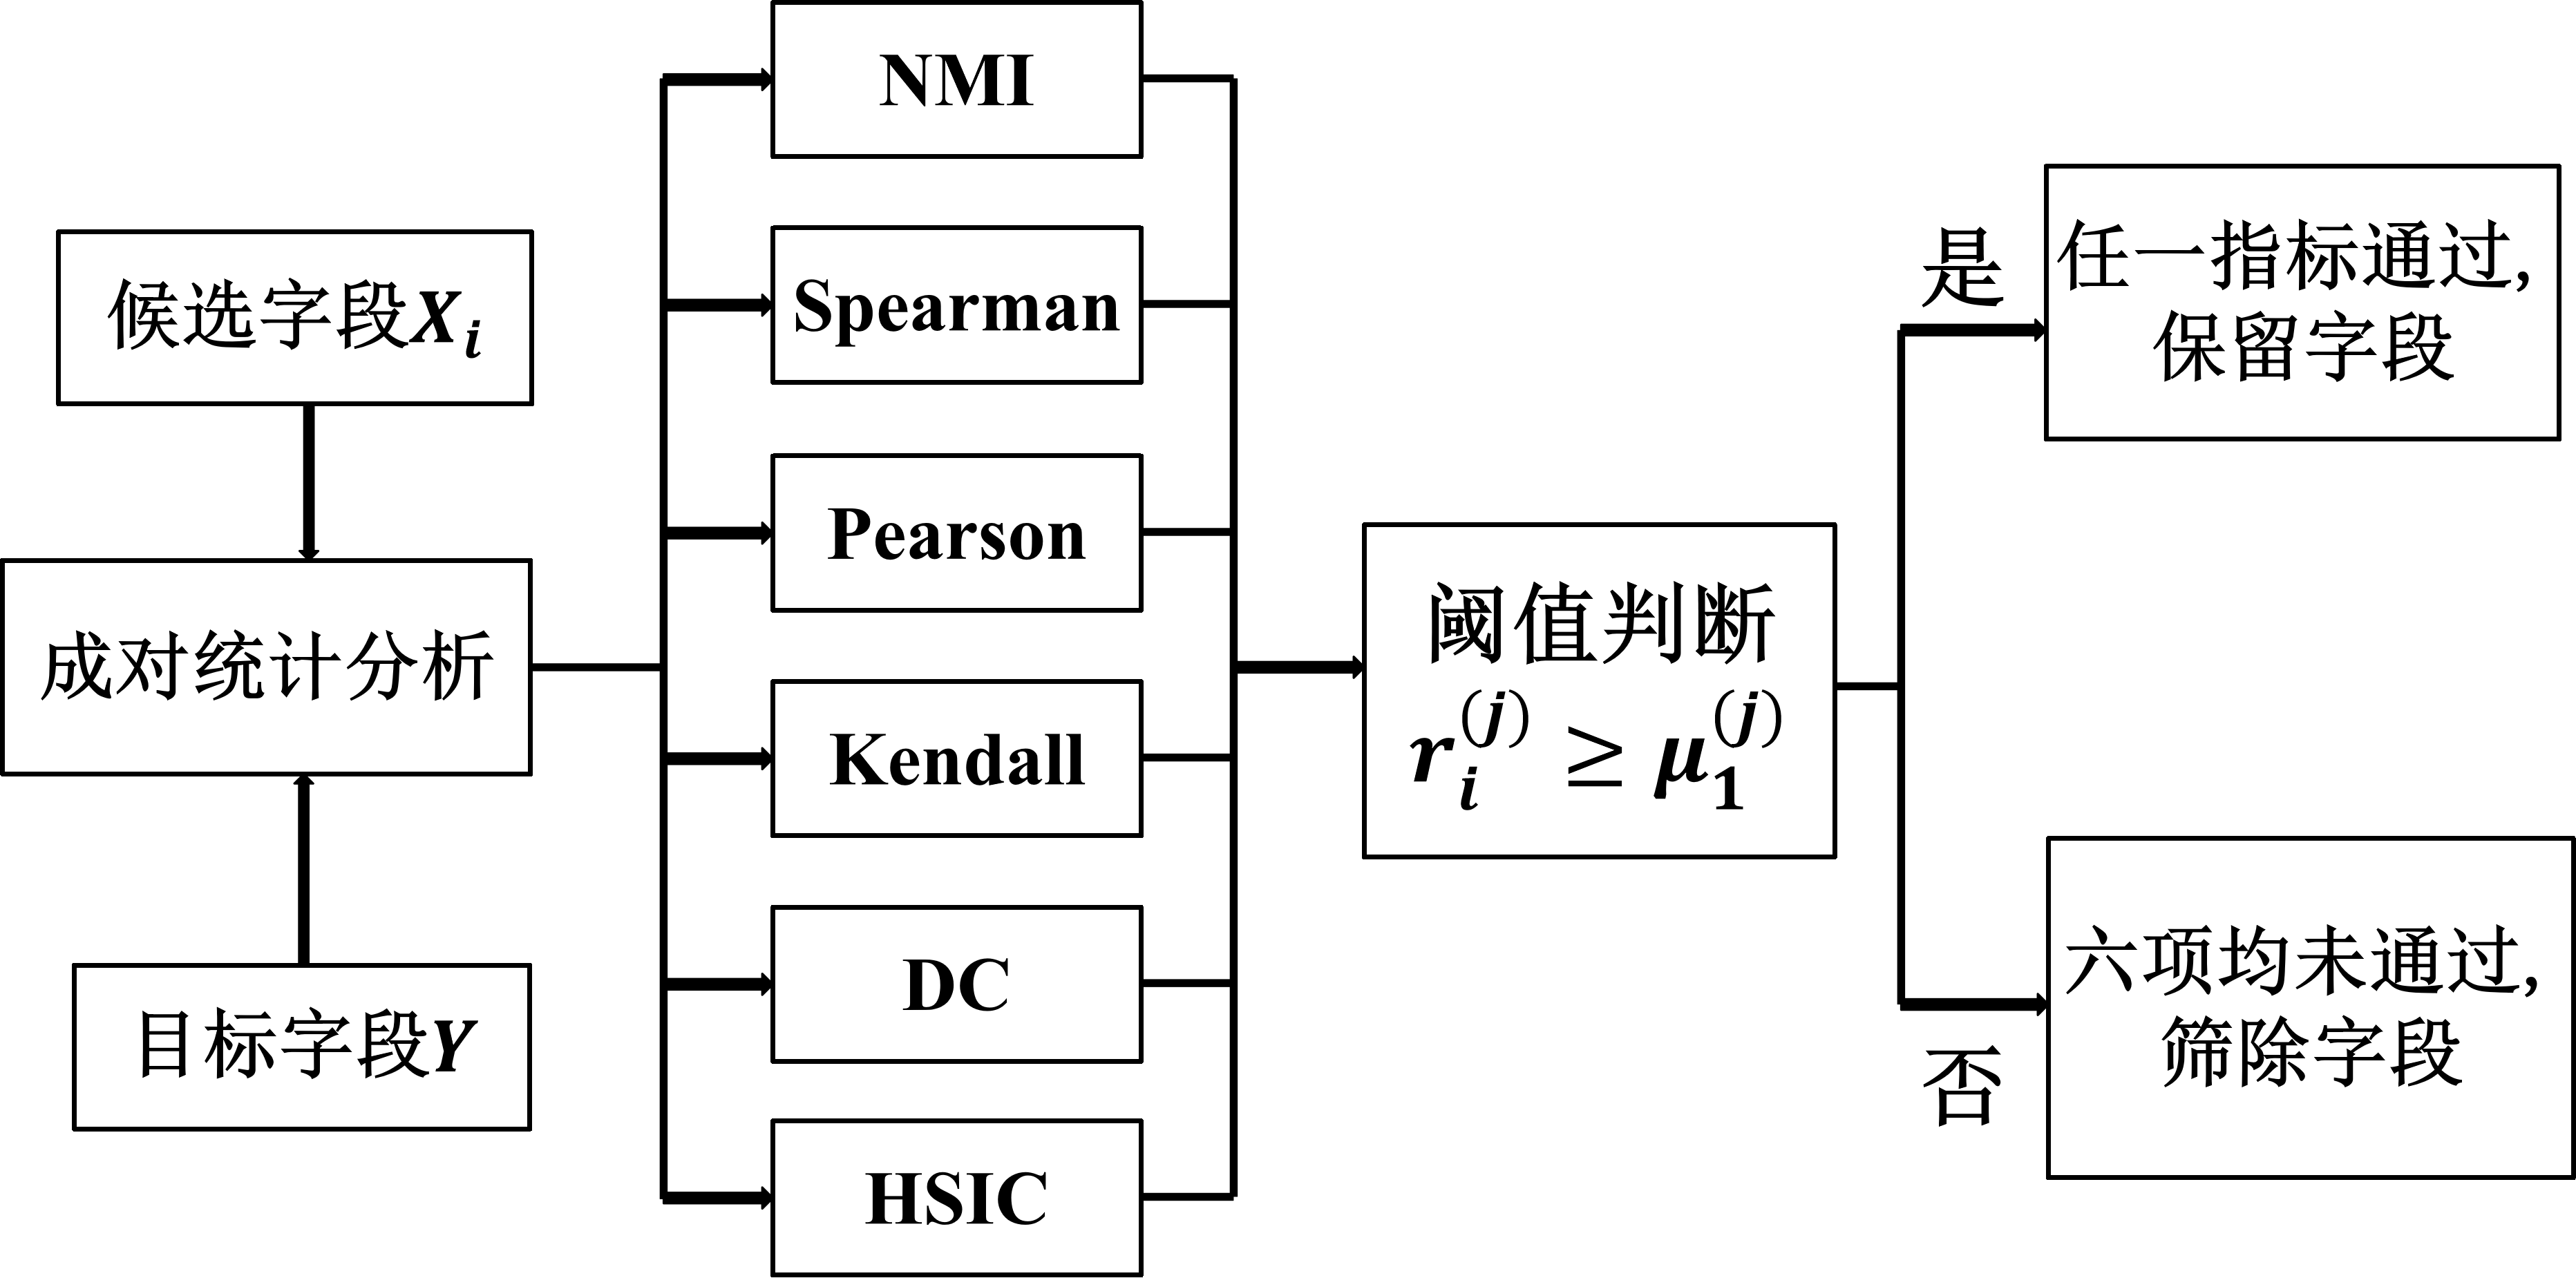 候选字段Xi
成对统计分析
目标字段Y
NMI
Spearman
Pearson
Kendall
DC
HSIC
阈值判断
r_i^(j) ≥ μ_1^(j)
是
任一指标通过,
保留字段
否
六项均未通过,
筛除字段